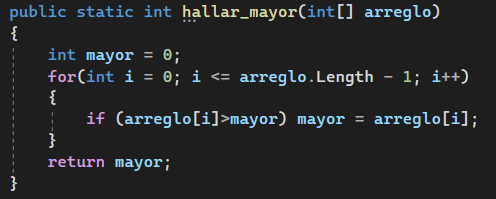 public static int hallar_mayor(int[] arreglo)
{
    int mayor = 0;
    for(int i = 0; i <= arreglo.Length - 1; i++)
    {
        if (arreglo[i]>mayor) mayor = arreglo[i];
    }
    return mayor;
}